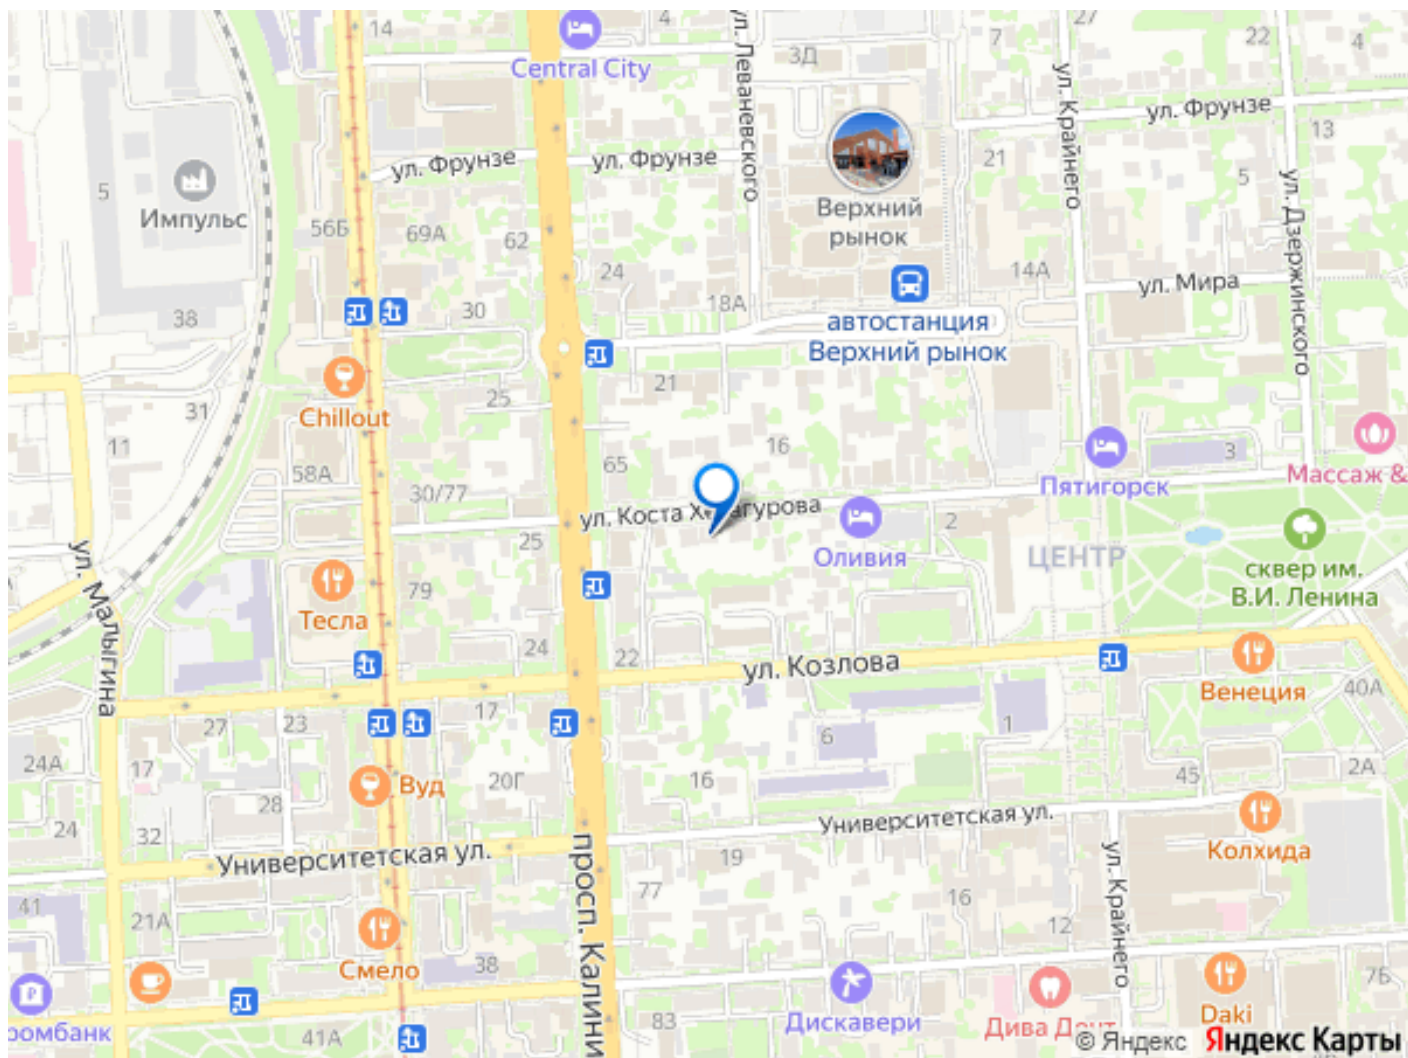 14
Central City
ул. Леваневского
3Д
27
7
22
4
ул. Крайнего
ул. Фрунзе
13
ул. Фрунзе
ул. Фрунзе
21
5
5
Импульс
Верхний
рынок
ул. Дзержинского
56Б
69А
62
24
14А
ул. Мира
38
30
18А
автостанция
Верхний рынок
21
Chillout
25
31
11
16
65
3
58А
30/77
Пятигорск
Массаж &
ул. Коста Хетагурова
25
2
Оливия
ЦЕНТР
сквер им.
В.И. Ленина
ул. Малыгина
79
Тесла
24
22
ул. Козлова
Венеция
40А
27
23
17
1
6
24А
17
20Г
16
45
2А
Вуд
28
24
32
Университетская ул.
Колхида
Университетская ул.
19
просп. Калини
ул. Крайнего
77
41
21А
16
12
Смело
38
7Б
ромбанк
41А
83
Дискавери
Дива Дент
Daki
© Яндекс Яндекс Карты